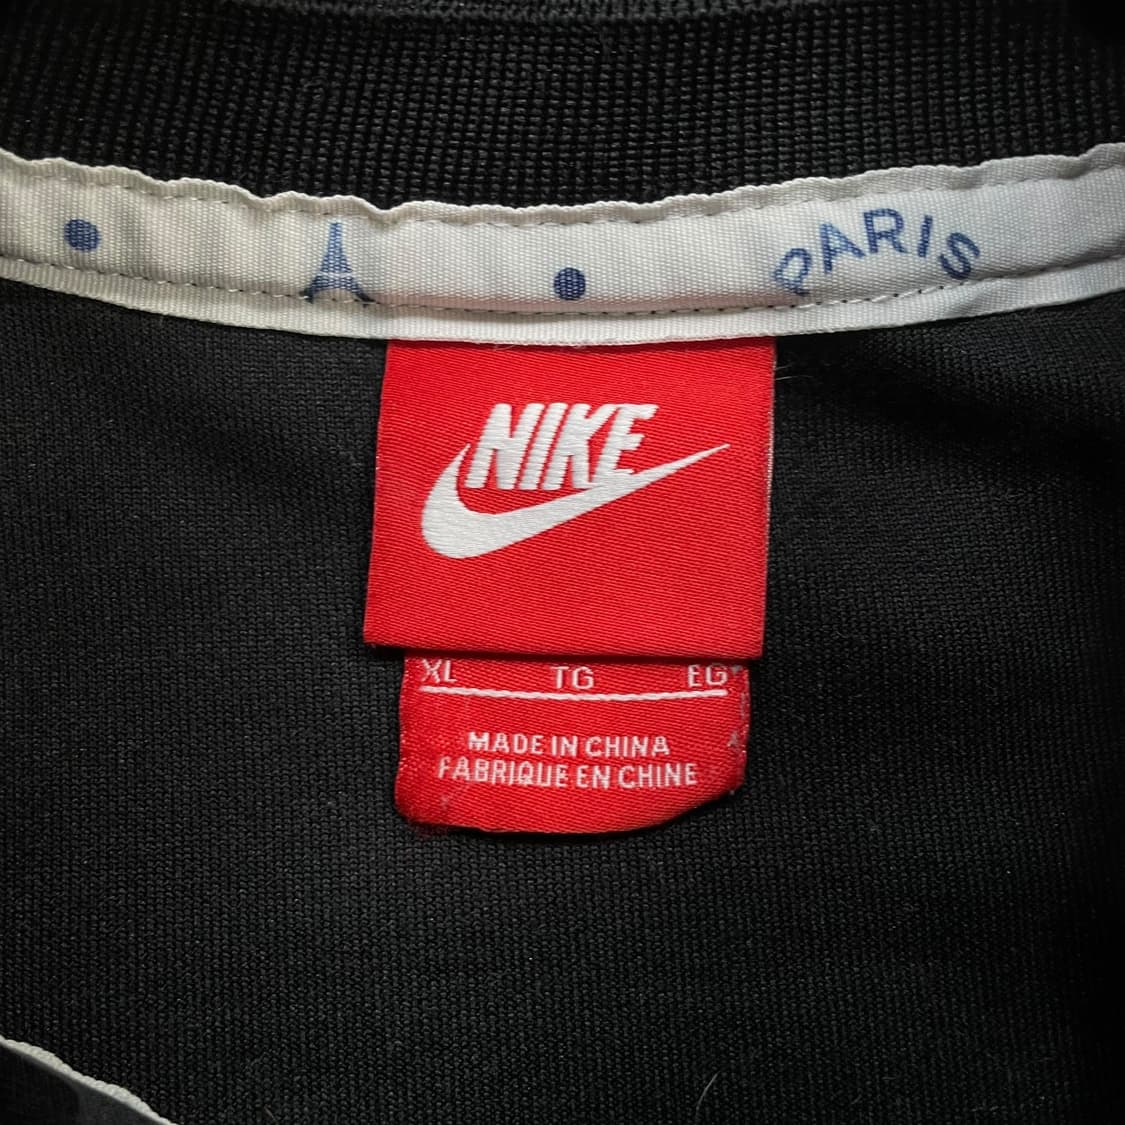 PARIS
NIKE
XL TG EG
MADE IN CHINA
FABRIQUE EN CHINE